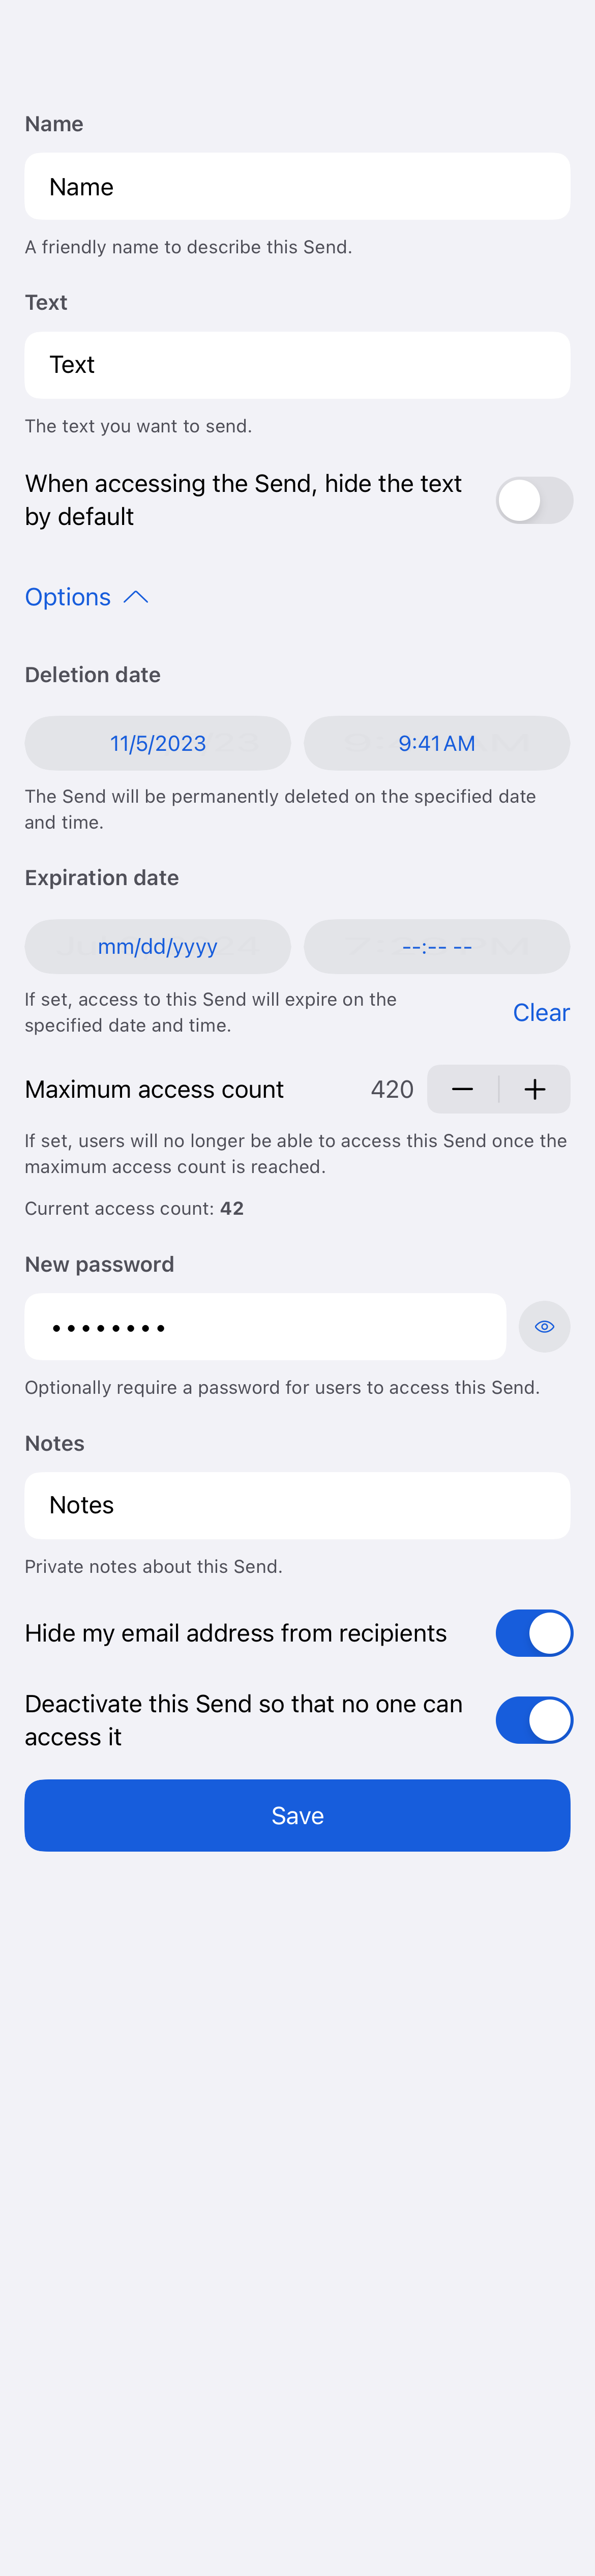 Name
Name
A friendly name to describe this Send.
Text
Text
The text you want to send.
When accessing the Send, hide the text
by default
Options
Deletion date
11/5/2023 9:41 AM
The Send will be permanently deleted on the specified date
and time.
Expiration date
mm/dd/yyyy --:-- --
If set, access to this Send will expire on the
specified date and time.
Clear
Maximum access count 420
If set, users will no longer be able to access this Send once the
maximum access count is reached.
Current access count: 42
New password
••••••••
Optionally require a password for users to access this Send.
Notes
Notes
Private notes about this Send.
Hide my email address from recipients
Deactivate this Send so that no one can
access it
Save